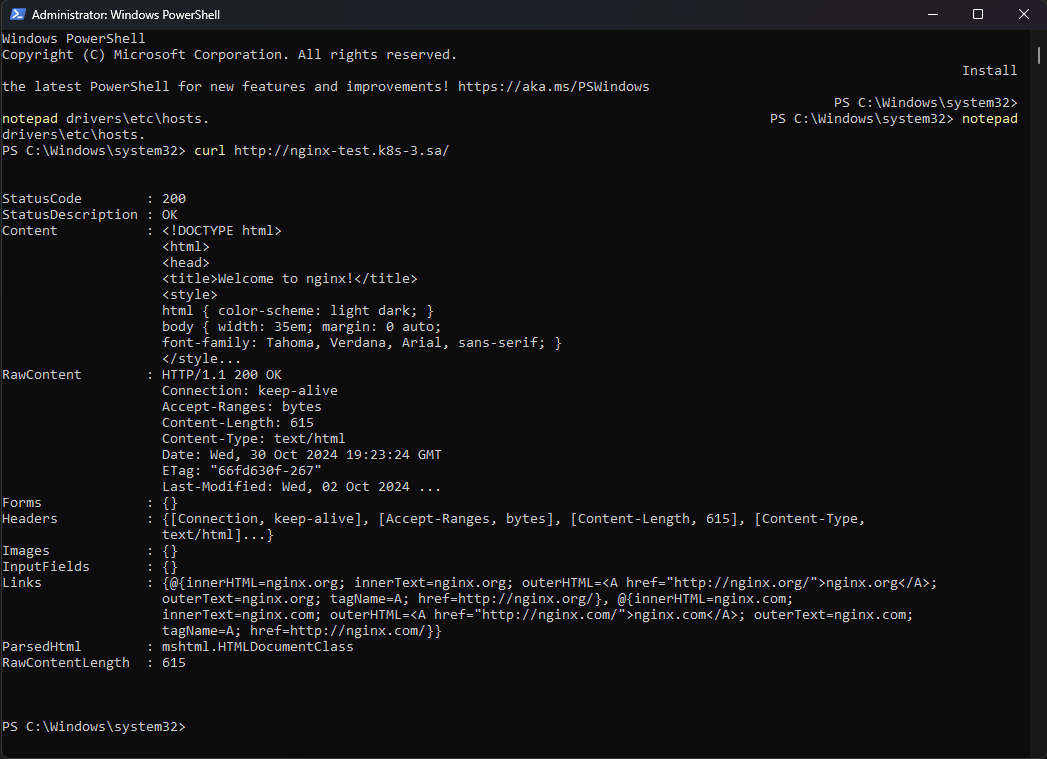 Administrator: Windows PowerShell
Windows PowerShell
Copyright (C) Microsoft Corporation. All rights reserved.
Install
the latest PowerShell for new features and improvements! https://aka.ms/PSWindows
PS C:\Windows\system32>
notepad drivers\etc\hosts. PS C:\Windows\system32> notepad
drivers\etc\hosts.
PS C:\Windows\system32> curl http://nginx-test.k8s-3.sa/
StatusCode : 200
StatusDescription : OK
Content : <!DOCTYPE html>
<html>
<head>
<title>Welcome to nginx!</title>
<style>
html { color-scheme: light dark; }
body { width: 35em; margin: 0 auto;
font-family: Tahoma, Verdana, Arial, sans-serif; }
</style...
RawContent : HTTP/1.1 200 OK
Connection: keep-alive
Accept-Ranges: bytes
Content-Length: 615
Content-Type: text/html
Date: Wed, 30 Oct 2024 19:23:24 GMT
ETag: "66fd630f-267"
Last-Modified: Wed, 02 Oct 2024 ...
Forms : {}
Headers : {[Connection, keep-alive], [Accept-Ranges, bytes], [Content-Length, 615], [Content-Type,
text/html]...}
Images : {}
InputFields : {}
Links : {@{innerHTML=nginx.org; innerText=nginx.org; outerHTML=<A href="http://nginx.org/">nginx.org</A>;
outerText=nginx.org; tagName=A; href=http://nginx.org/}, @{innerHTML=nginx.com;
innerText=nginx.com; outerHTML=<A href="http://nginx.com/">nginx.com</A>; outerText=nginx.com;
tagName=A; href=http://nginx.com/}}
ParsedHtml : mshtml.HTMLDocumentClass
RawContentLength : 615
PS C:\Windows\system32>